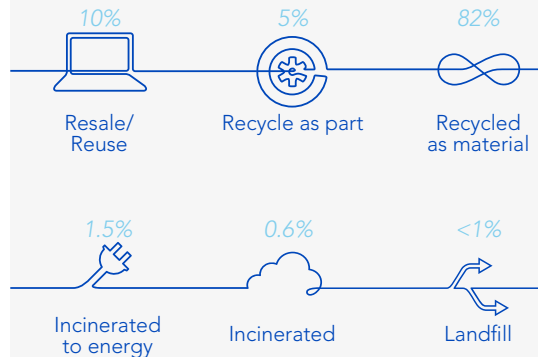 10%
5%
82%
Resale/
Reuse
Recycle as part
Recycled
as material
1.5%
0.6%
<1%
Incinerated
to energy
Incinerated
Landfill